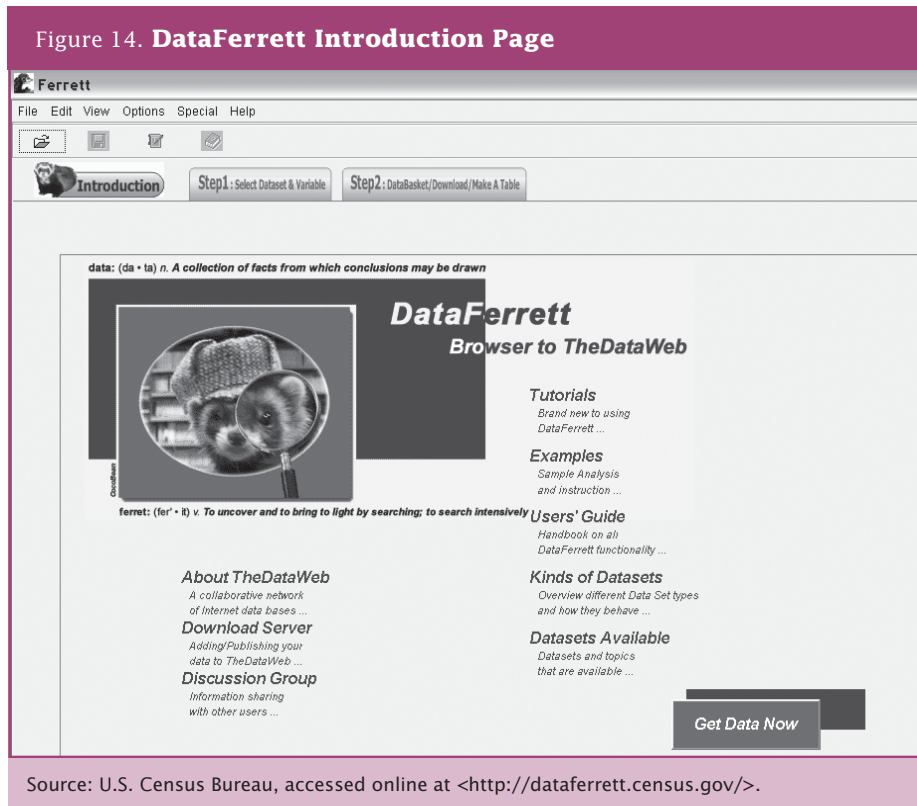 Figure 14. DataFerrett Introduction Page
Ferrett
File Edit View Options Special Help
Introduction
Step1 : Select Dataset & Variable
Step2 : DataBasket/Download/Make A Table
data: (da • ta) n. A collection of facts from which conclusions may be drawn
DataFerrett
Browser to TheDataWeb
CocoBean
ferret: (fer' • it) v. To uncover and to bring to light by searching; to search intensively
Tutorials
Brand new to using
DataFerrett ...
Examples
Sample Analysis
and instruction ...
Users' Guide
Handbook on all
DataFerrett functionality ...
Kinds of Datasets
Overview different Data Set types
and how they behave ...
Datasets Available
Datasets and topics
that are available ...
About TheDataWeb
A collaborative network
of Internet data bases ...
Download Server
Adding/Publishing your
data to TheDataWeb ...
Discussion Group
Information sharing
with other users ...
Get Data Now
Source: U.S. Census Bureau, accessed online at <http://dataferrett.census.gov/>.